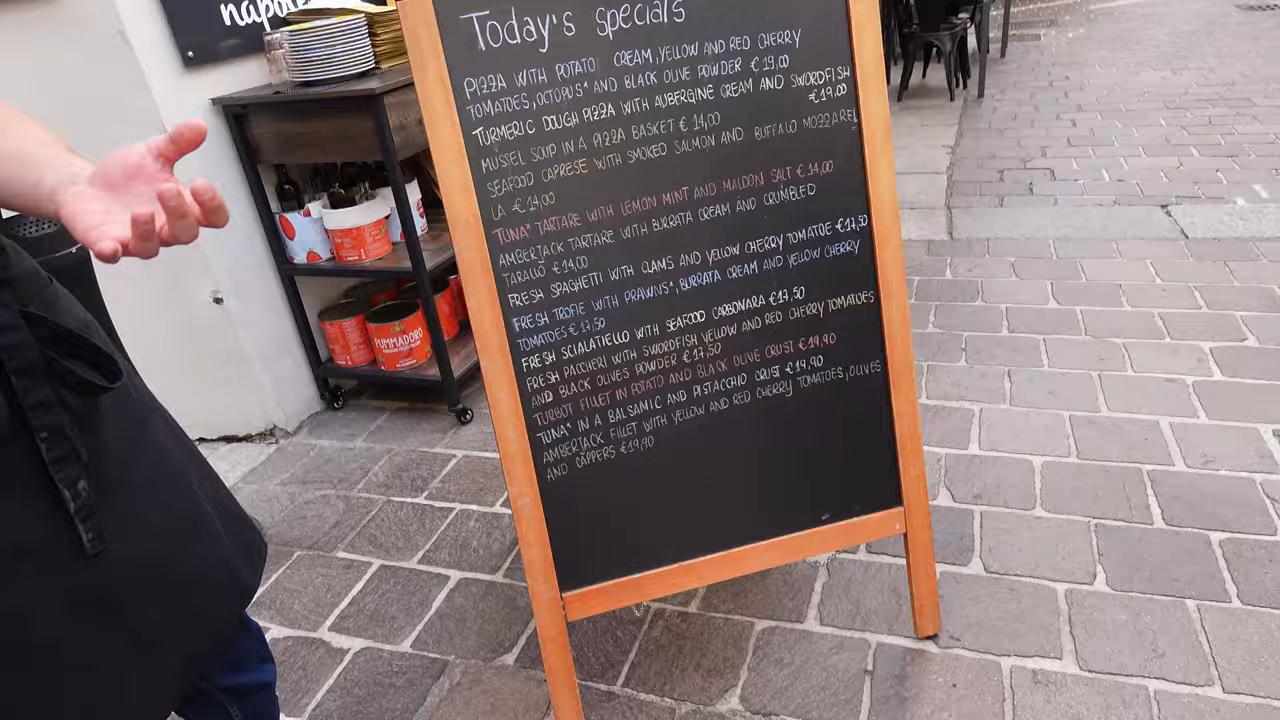 Today's specials
PIZZA WITH POTATO CREAM, YELLOW AND RED CHERRY
TOMATOES, OCTOPUS* AND BLACK OLIVE POWDER € 19,00
TURMERIC DOUGH PIZZA WITH AUBERGINE CREAM AND SWORDFISH
€19,00
MUSSEL SOUP IN A PIZZA BASKET € 14,00
SEAFOOD CAPRESE WITH SMOKED SALMON AND BUFFALO MOZZAREL
LA € 14,00
TUNA* TARTARE WITH LEMON MINT AND MALDON SALT € 14,00
AMBERJACK TARTARE WITH BURRATA CREAM AND CRUMBLED
TARALLO € 14,00
FRESH SPAGHETTI WITH CLAMS AND YELLOW CHERRY TOMATOE €17,50
FRESH TROFIE WITH PRAWNS*, BURRATA CREAM AND YELLOW CHERRY
TOMATOES € 17,50
FRESH SCIALATIELLO WITH SEAFOOD CARBONARA €17,50
FRESH PACCHERI WITH SWORDFISH YELLOW AND RED CHERRY TOMATOES
AND BLACK OLIVES POWDER € 17,50
TURBOT FILLET IN POTATO AND BLACK OLIVE CRUST €19,90
TUNA* IN A BALSAMIC AND PISTACCHIO CRUST €19,90
AMBERJACK FILLET WITH YELLOW AND RED CHERRY TOMATOES, OLIVES
AND CAPPERS €19,90
PUMMADORO